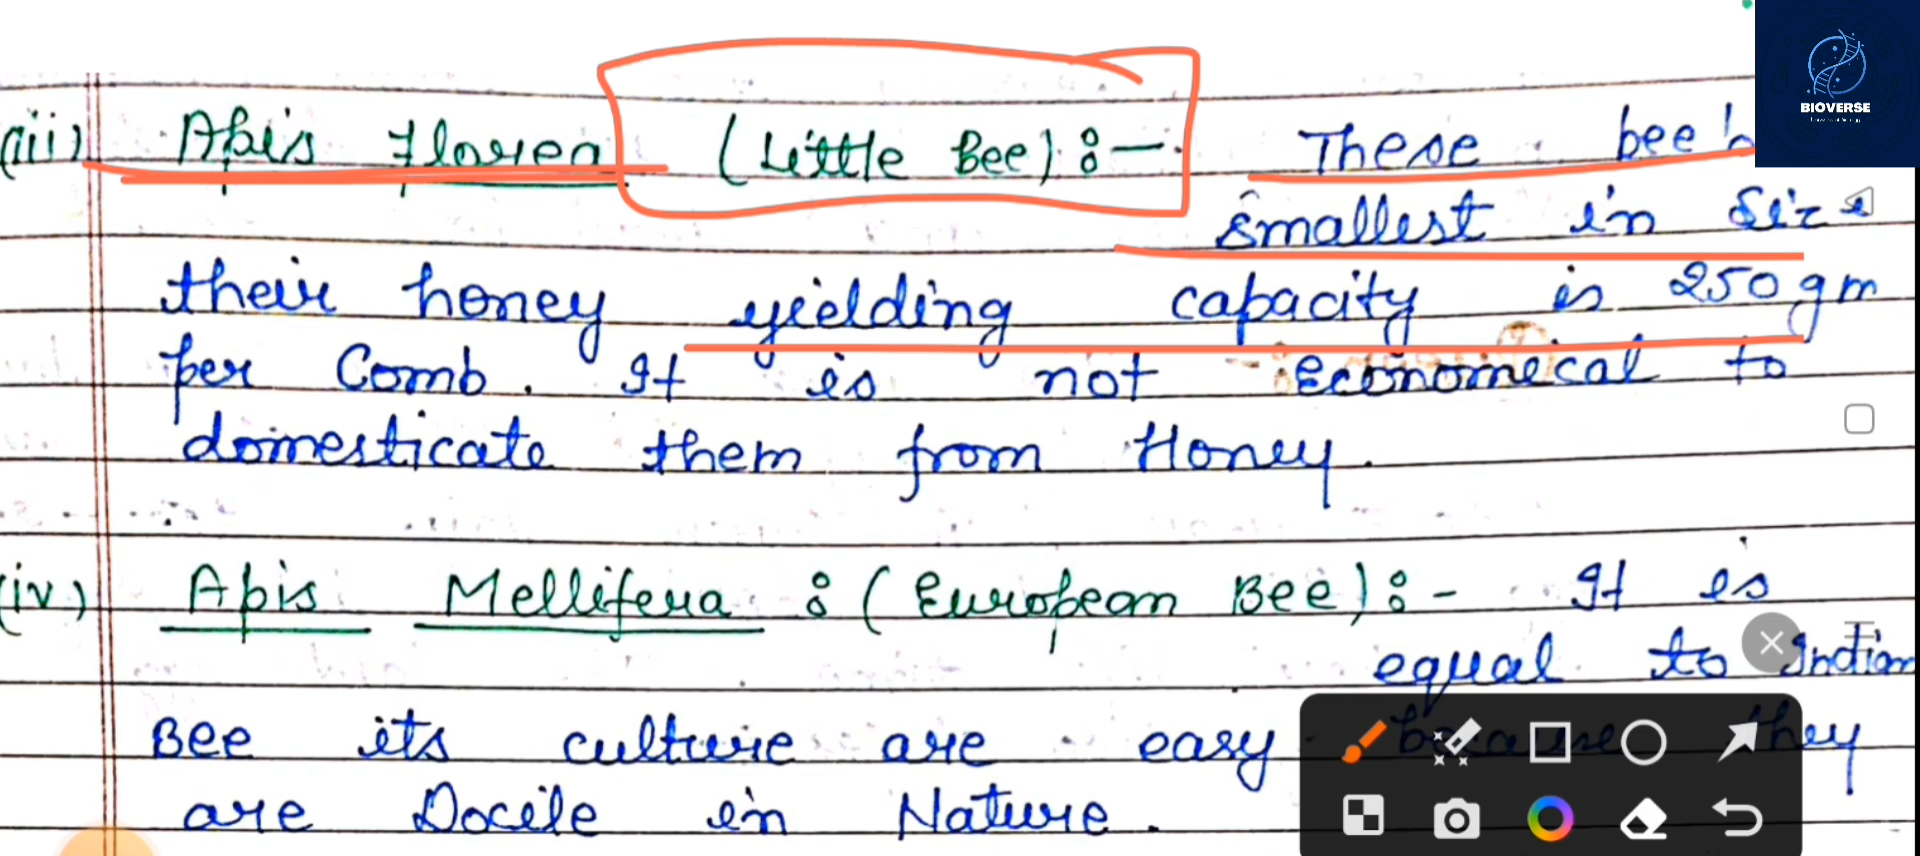 (iii) Apis Florea (Little Bee) :- These bee
smallest in size
their honey yielding capacity is 250 gm
per Comb. It is not economical to
domesticate them from Honey.
(iv) Apis Mellifera : (European Bee) :- It is
equal to Indian
Bee its culture are easy because they
are Docile in Nature.
BIOVERSE